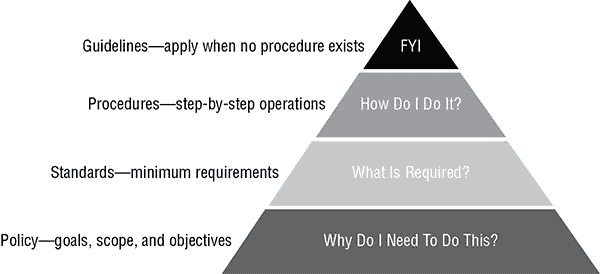 Guidelines—apply when no procedure exists FYI
Procedures—step-by-step operations How Do I Do It?
Standards—minimum requirements What Is Required?
Policy—goals, scope, and objectives Why Do I Need To Do This?